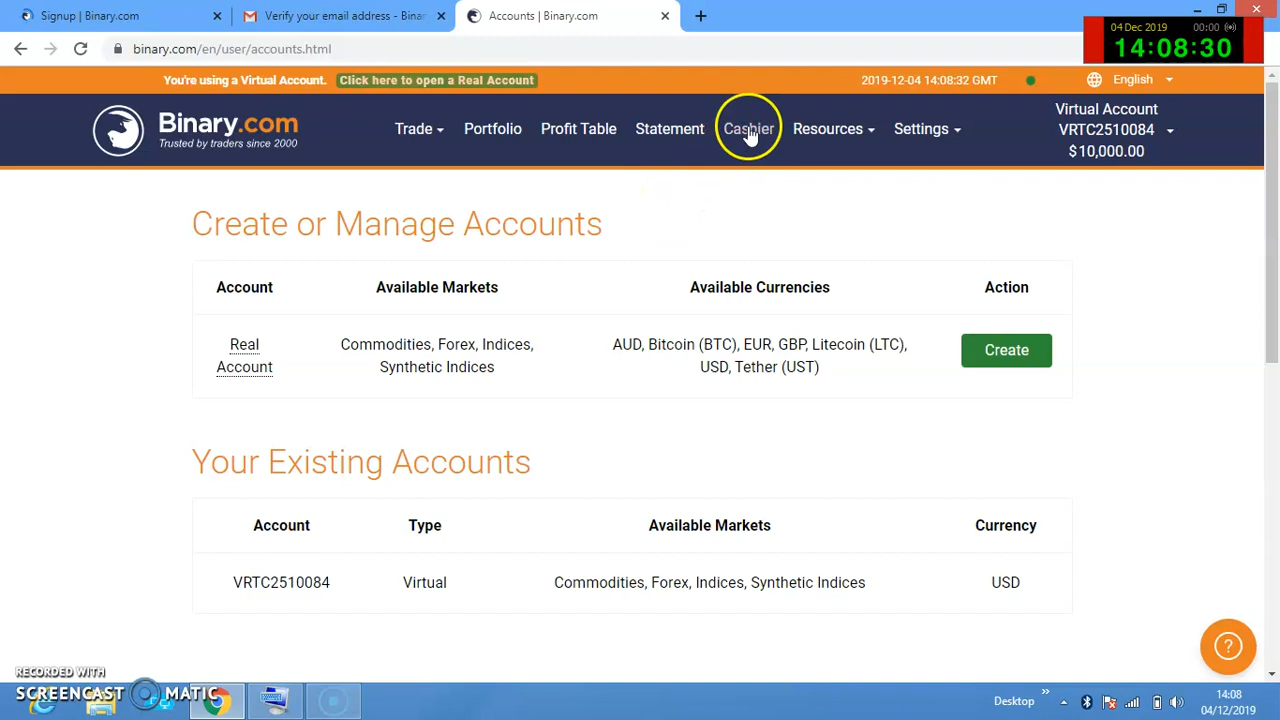 Signup | Binary.com
Verify your email address - Binar
Accounts | Binary.com
04 Dec 2019 00:00
14:08:30
binary.com/en/user/accounts.html
You're using a Virtual Account. Click here to open a Real Account 2019-12-04 14:08:32 GMT English
Binary.com
Trusted by traders since 2000
Trade Portfolio Profit Table Statement Cashier Resources Settings
Virtual Account
VRTC2510084
$10,000.00
Create or Manage Accounts
Account Available Markets Available Currencies Action
Real Account
Commodities, Forex, Indices,
Synthetic Indices
AUD, Bitcoin (BTC), EUR, GBP, Litecoin (LTC),
USD, Tether (UST)
Create
Your Existing Accounts
Account Type Available Markets Currency
VRTC2510084 Virtual Commodities, Forex, Indices, Synthetic Indices USD
?
RECORDED WITH
SCREENCAST MATIC
Desktop
14:08
04/12/2019